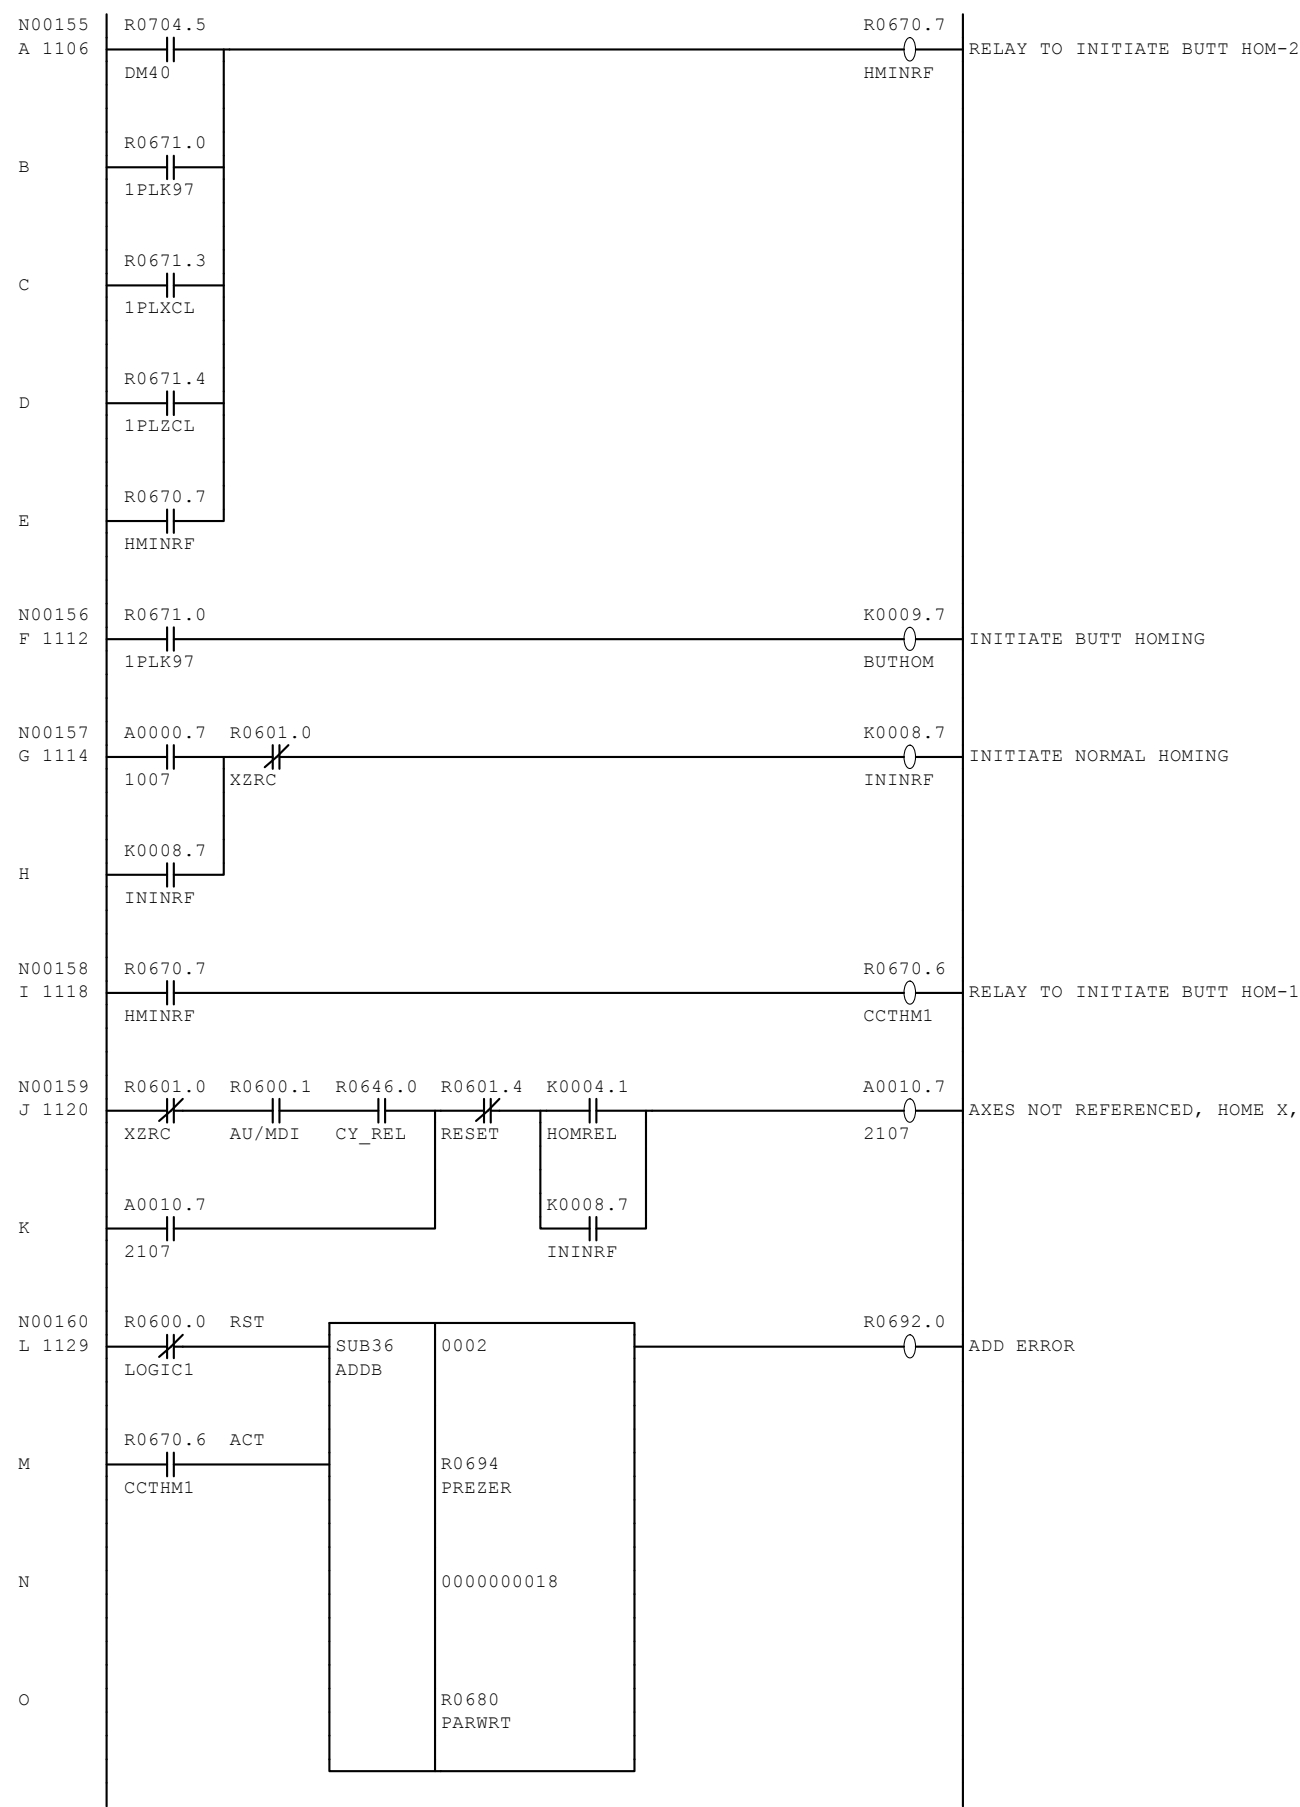 N00155 R0704.5 R0670.7
A 1106 RELAY TO INITIATE BUTT HOM-2
DM40 HMINRF
R0671.0
B
1PLK97
R0671.3
C
1PLXCL
R0671.4
D
1PLZCL
R0670.7
E
HMINRF
N00156 R0671.0 K0009.7
F 1112 INITIATE BUTT HOMING
1PLK97 BUTHOM
N00157 A0000.7 R0601.0 K0008.7
G 1114 INITIATE NORMAL HOMING
1007 XZRC ININRF
K0008.7
H
ININRF
N00158 R0670.7 R0670.6
I 1118 RELAY TO INITIATE BUTT HOM-1
HMINRF CCTHM1
N00159 R0601.0 R0600.1 R0646.0 R0601.4 K0004.1 A0010.7
J 1120 AXES NOT REFERENCED, HOME X,
XZRC AU/MDI CY_REL RESET HOMREL 2107
A0010.7 K0008.7
K
2107 ININRF
N00160 R0600.0 RST R0692.0
L 1129 SUB36 0002 ADD ERROR
LOGIC1 ADDB
R0670.6 ACT
M R0694
CCTHM1 PREZER
N 0000000018
O R0680
PARWRT